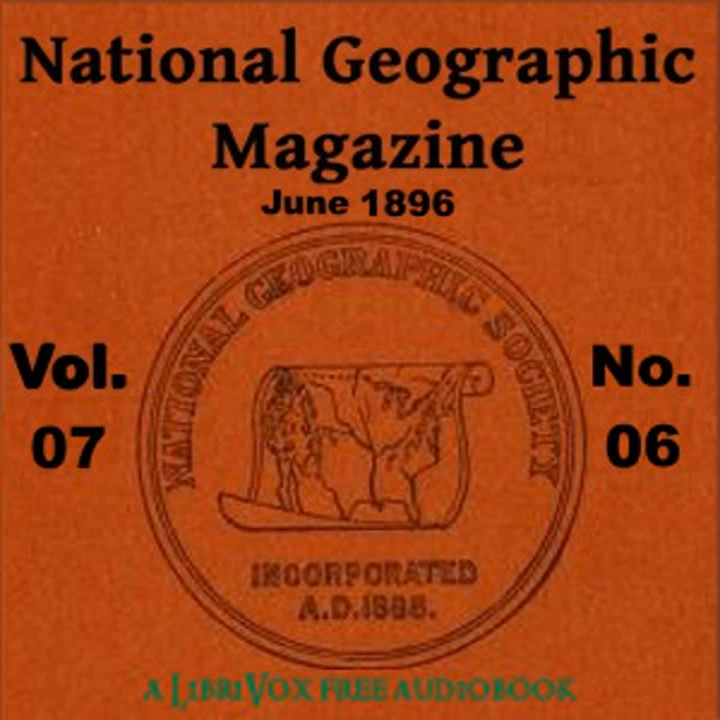 National Geographic
Magazine
June 1896
NATIONAL GEOGRAPHIC SOCIETY
Vol.
07
No.
06
INCORPORATED
A.D.1888.
A LIBRIVOX FREE AUDIOBOOK